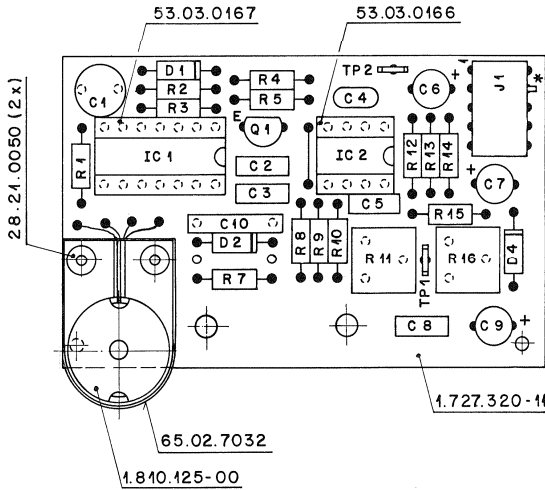 53.03.0167
53.03.0166
28.21.0050 (2x)
D1
R4
TP2
1
J1
*
C1
R2
R5
C4
C6
+
R3
E
Q1
R1
IC 1
C2
IC 2
R12
R13
R14
C3
C5
+
C7
C10
R15
D2
R8
R9
R10
R11
TP1
R16
D4
R7
C8
C9
+
1.727.320-1
65.02.7032
1.810.125-00